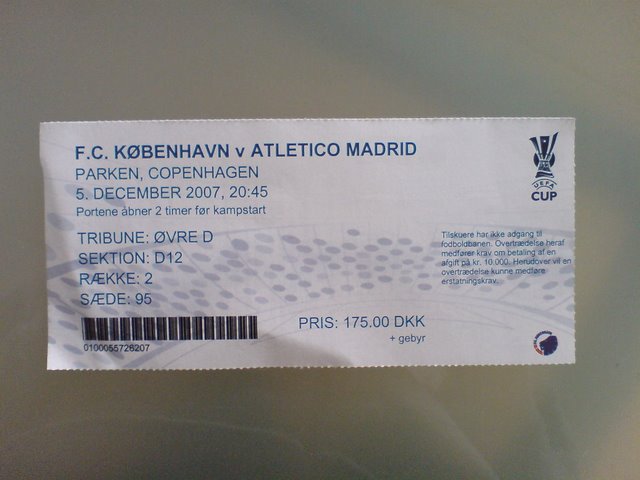 F.C. KØBENHAVN v ATLETICO MADRID
PARKEN, COPENHAGEN
5. DECEMBER 2007, 20:45
Portene åbner 2 timer før kampstart
TRIBUNE: ØVRE D
SEKTION: D12
RÆKKE: 2
SÆDE: 95
0100055726207
PRIS: 175.00 DKK
+ gebyr
UEFA
CUP
Tilskuere har ikke adgang til
fodboldbanen. Overtrædelse heraf
medfører krav om betaling af en
afgift på kr. 10.000. Herudover vil en
overtrædelse kunne medføre
erstatningskrav.